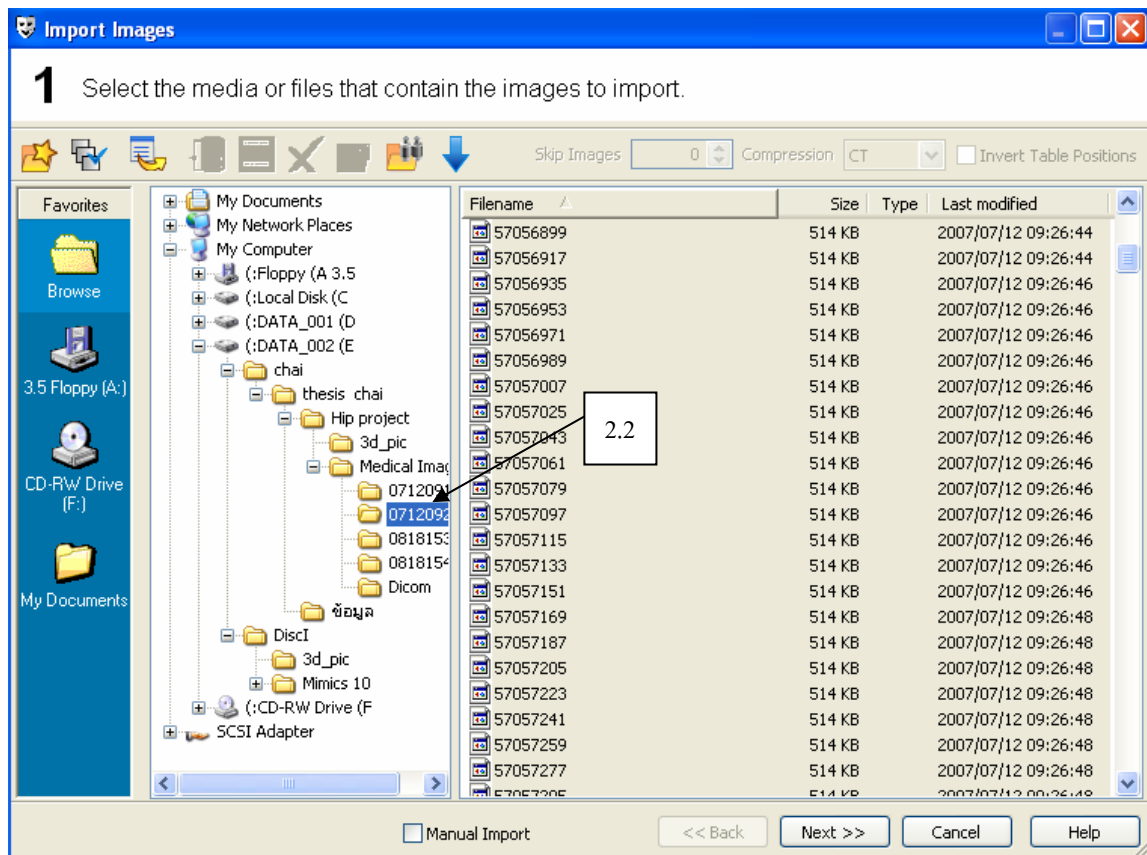 Import Images
1 Select the media or files that contain the images to import.
Skip Images 0 Compression CT Invert Table Positions
Favorites
Browse
3.5 Floppy (A:)
CD-RW Drive
(F:)
My Documents
My Documents
My Network Places
My Computer
(:Floppy (A 3.5
(:Local Disk (C
(:DATA_001 (D
(:DATA_002 (E
chai
thesis chai
Hip project
3d_pic
Medical Imag
0712091
0712092
0818153
0818154
Dicom
ข้อมูล
DiscI
3d_pic
Mimics 10
(:CD-RW Drive (F
SCSI Adapter
Filename Size Type Last modified
57056899 514 KB 2007/07/12 09:26:44
57056917 514 KB 2007/07/12 09:26:44
57056935 514 KB 2007/07/12 09:26:46
57056953 514 KB 2007/07/12 09:26:46
57056971 514 KB 2007/07/12 09:26:46
57056989 514 KB 2007/07/12 09:26:46
57057007 514 KB 2007/07/12 09:26:46
57057025 514 KB 2007/07/12 09:26:46
57057043 514 KB 2007/07/12 09:26:46
57057061 514 KB 2007/07/12 09:26:46
57057079 514 KB 2007/07/12 09:26:46
57057097 514 KB 2007/07/12 09:26:46
57057115 514 KB 2007/07/12 09:26:46
57057133 514 KB 2007/07/12 09:26:46
57057151 514 KB 2007/07/12 09:26:46
57057169 514 KB 2007/07/12 09:26:48
57057187 514 KB 2007/07/12 09:26:48
57057205 514 KB 2007/07/12 09:26:48
57057223 514 KB 2007/07/12 09:26:48
57057241 514 KB 2007/07/12 09:26:48
57057259 514 KB 2007/07/12 09:26:48
57057277 514 KB 2007/07/12 09:26:48
2.2
Manual Import << Back Next >> Cancel Help